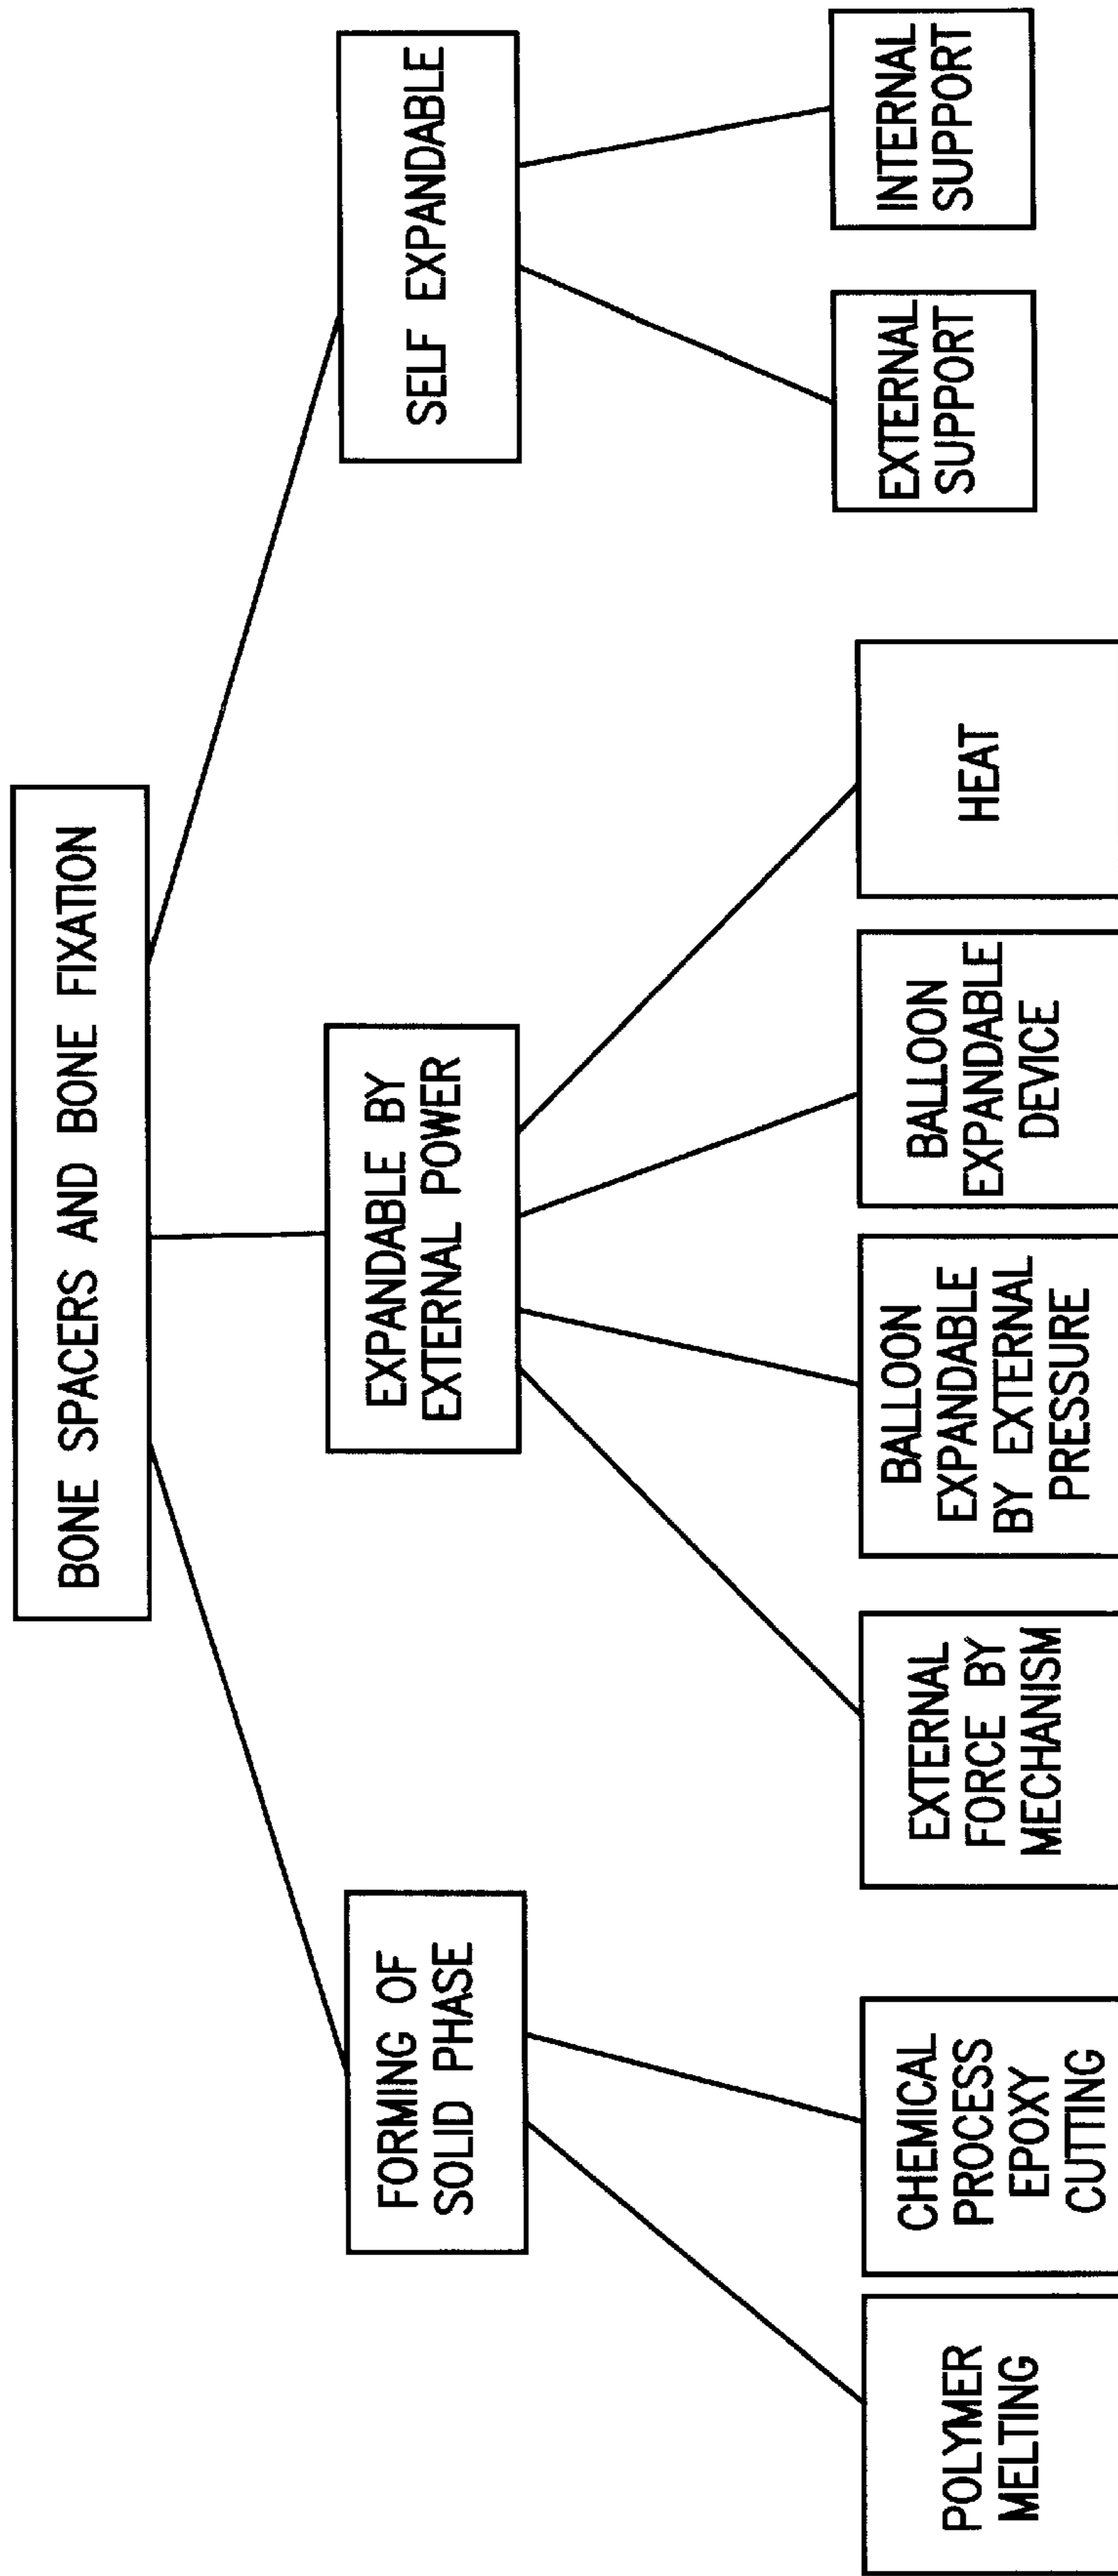 BONE SPACERS AND BONE FIXATION
FORMING OF
SOLID PHASE
EXPANDABLE BY
EXTERNAL POWER
SELF EXPANDABLE
POLYMER
MELTING
CHEMICAL
PROCESS
EPOXY
CUTTING
EXTERNAL
FORCE BY
MECHANISM
BALLOON
EXPANDABLE
BY EXTERNAL
PRESSURE
BALLOON
EXPANDABLE
DEVICE
HEAT
EXTERNAL
SUPPORT
INTERNAL
SUPPORT